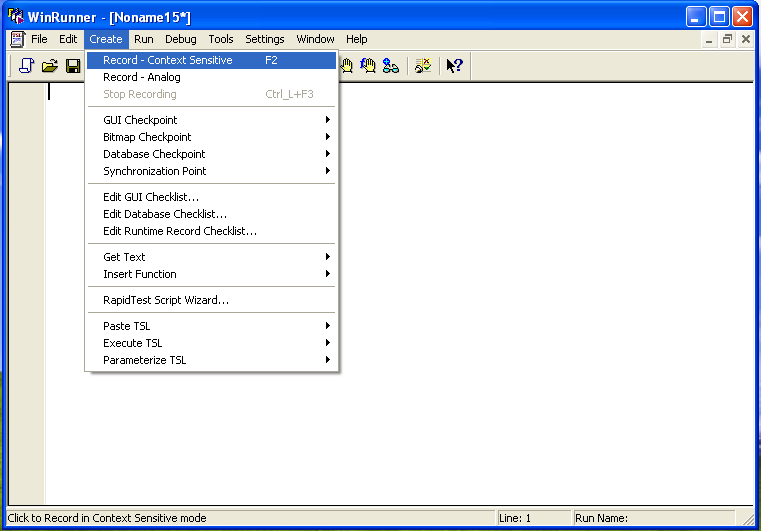 WinRunner - [Noname15*]
File Edit Create Run Debug Tools Settings Window Help
Record - Context Sensitive F2
Record - Analog
Stop Recording Ctrl_L+F3
GUI Checkpoint
Bitmap Checkpoint
Database Checkpoint
Synchronization Point
Edit GUI Checklist...
Edit Database Checklist...
Edit Runtime Record Checklist...
Get Text
Insert Function
RapidTest Script Wizard...
Paste TSL
Execute TSL
Parameterize TSL
Click to Record in Context Sensitive mode Line: 1 Run Name: